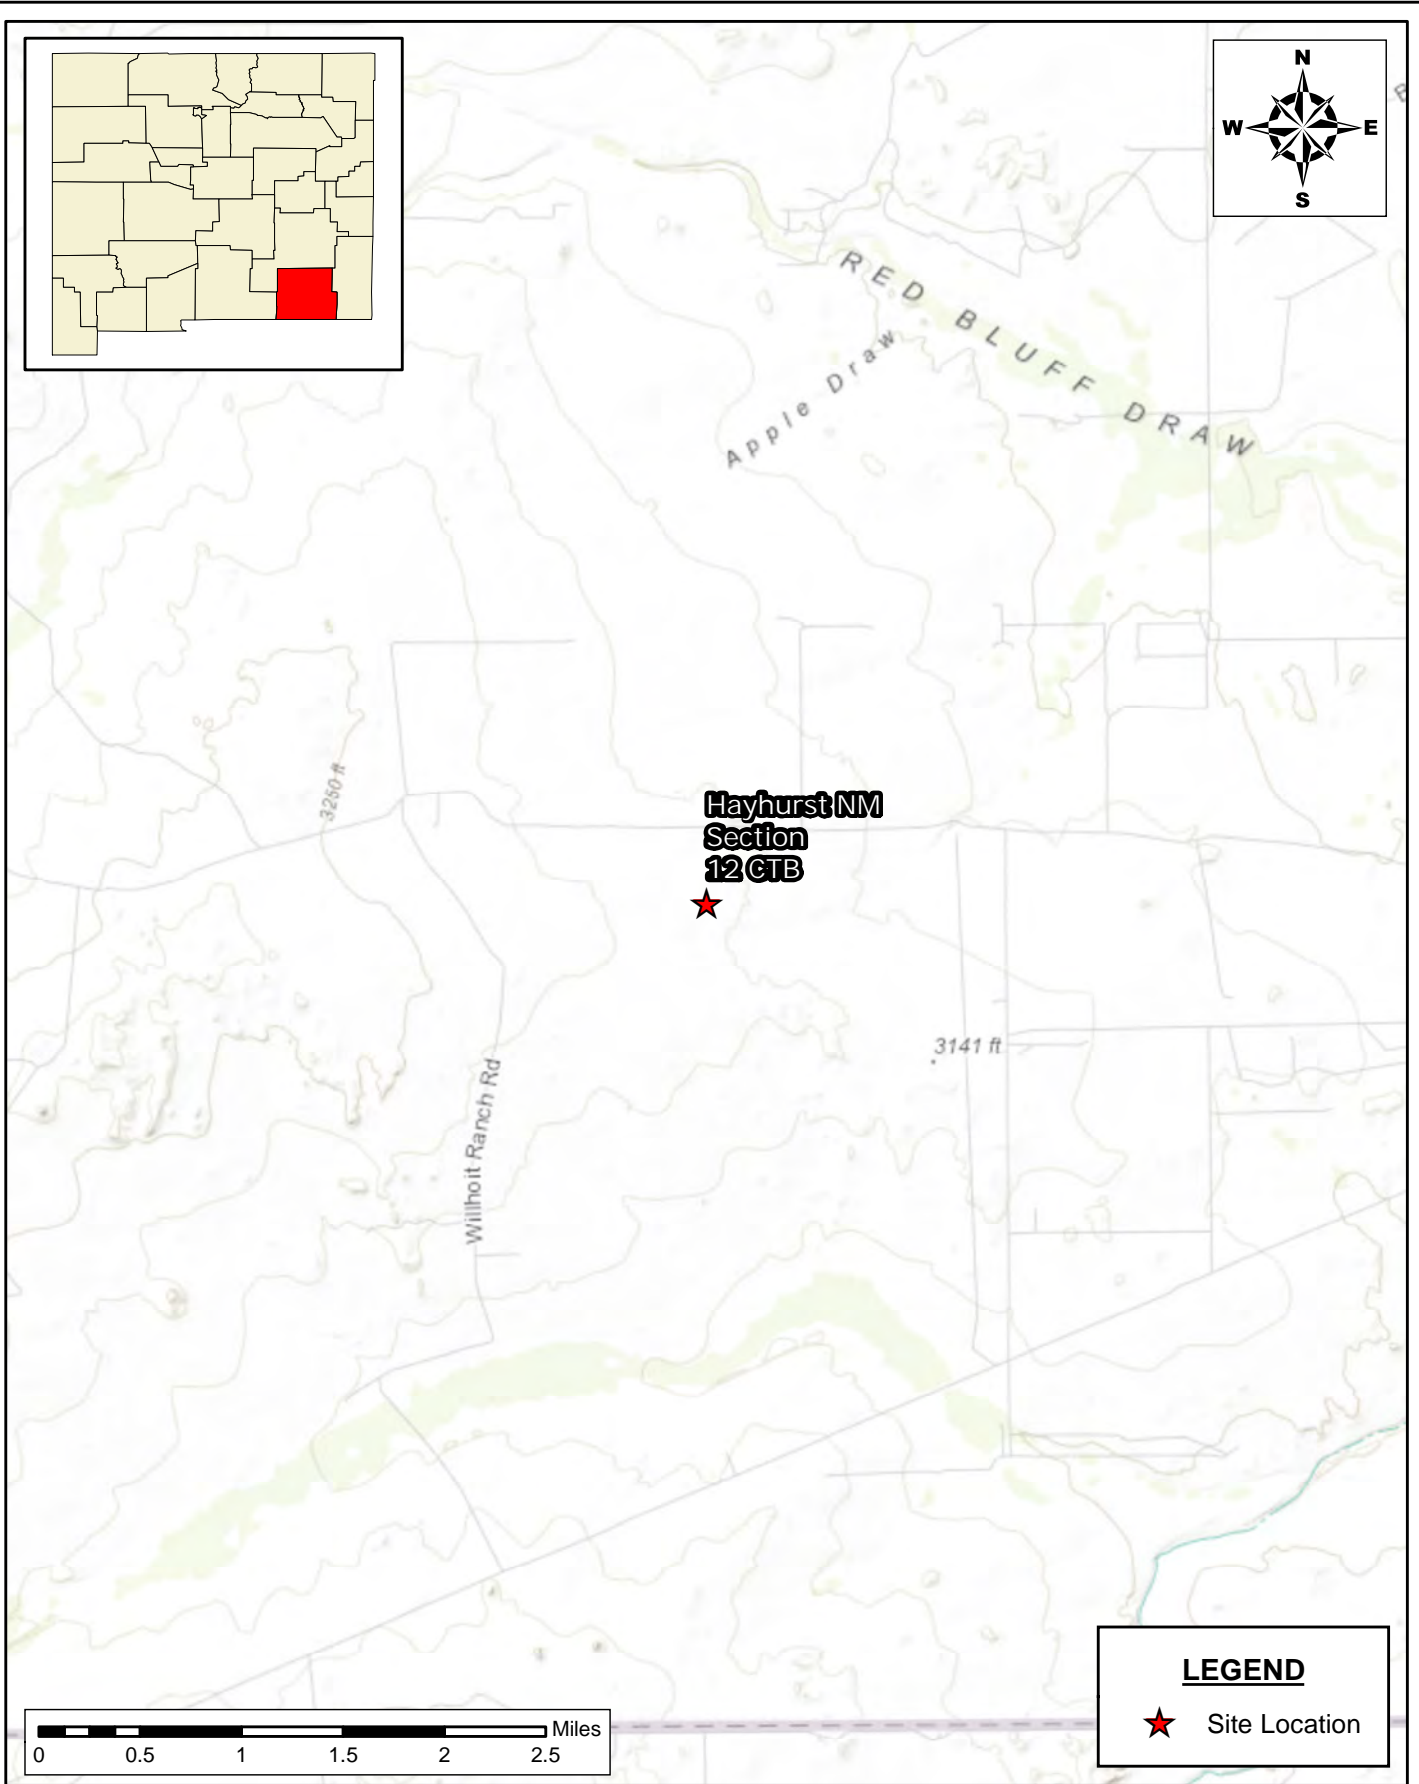 N
W E
S
RED BLUFF DRAW
Apple Draw
3250 ft
Hayhurst NM
Section
12 CTB
3141 ft
Willhoit Ranch Rd
LEGEND
Site Location
Miles
0 0.5 1 1.5 2 2.5